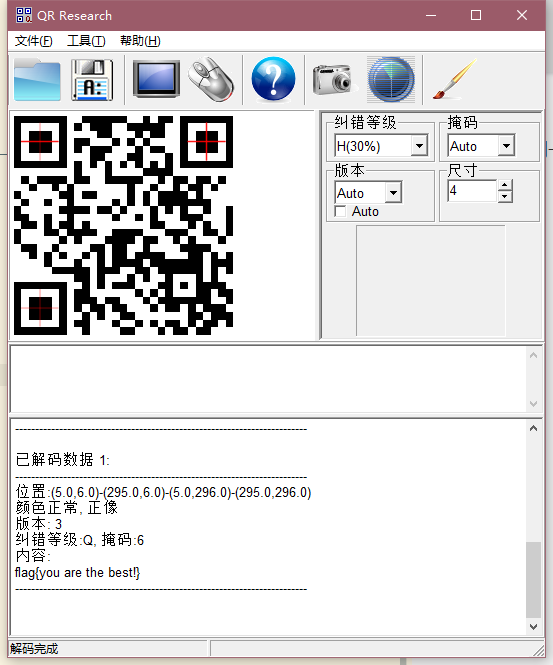 QR Research
文件(F) 工具(T) 帮助(H)
A:
纠错等级 掩码
H(30%) Auto
版本 尺寸
Auto 4
Auto
--------------------------------------------------------------------------------
已解码数据 1:
--------------------------------------------------------------------------------
位置:(5.0,6.0)-(295.0,6.0)-(5.0,296.0)-(295.0,296.0)
颜色正常, 正像
版本: 3
纠错等级:Q, 掩码:6
内容:
flag{you are the best!}
--------------------------------------------------------------------------------
解码完成